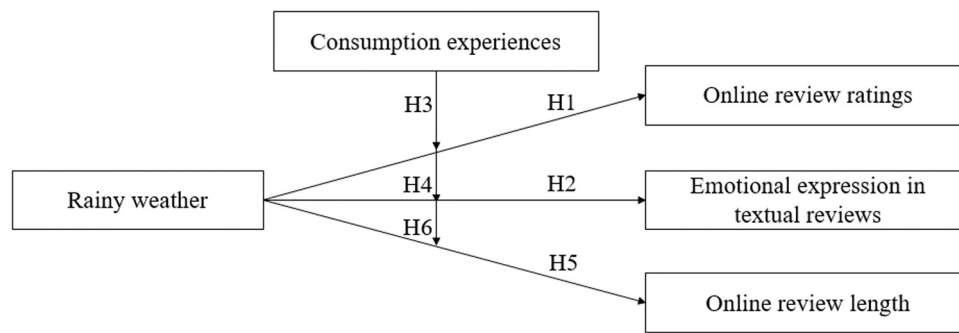 Consumption experiences
H3
H1
Online review ratings
Rainy weather
H4
H2
Emotional expression in
textual reviews
H6
H5
Online review length